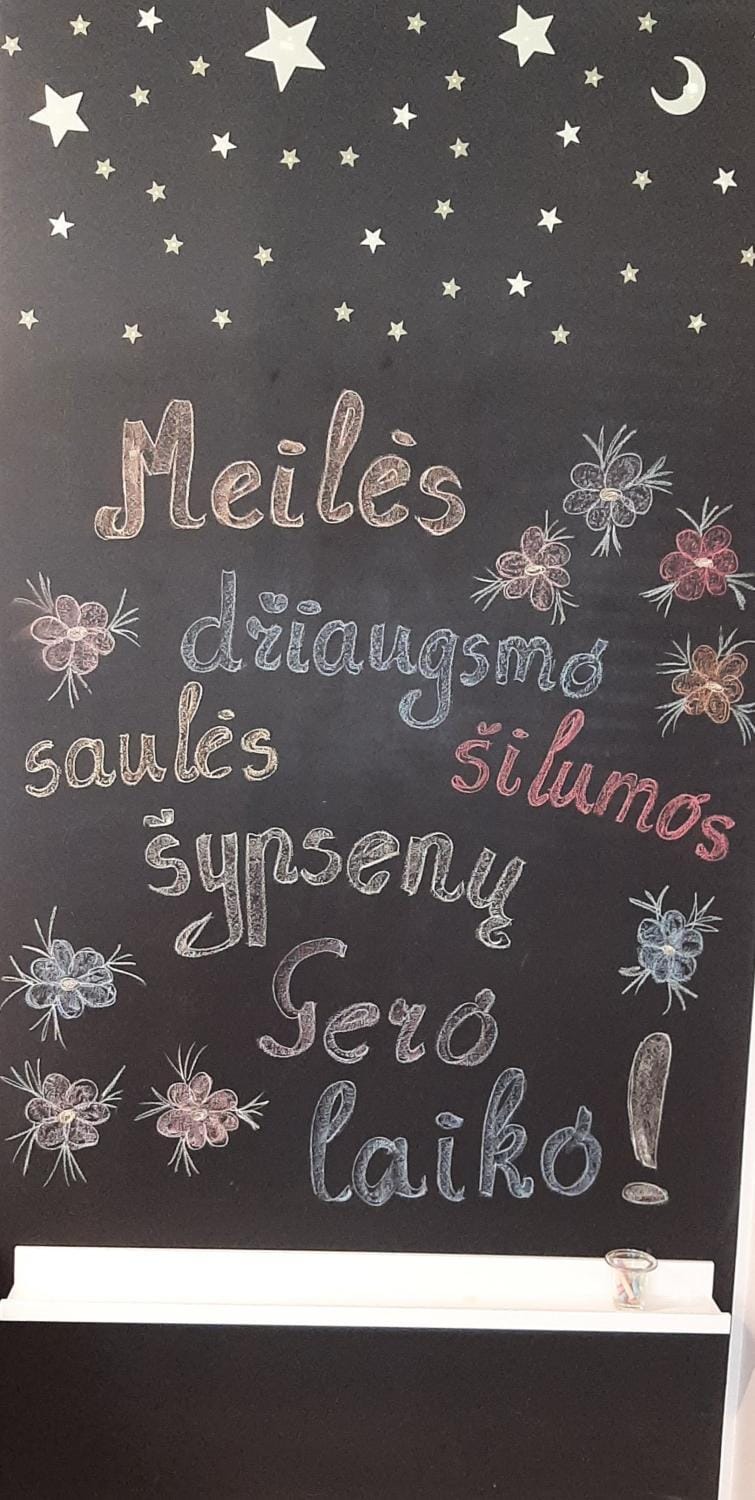 Meilės
džiaugsmo
saulės šilumos
šypsenų
Gero
laiko!